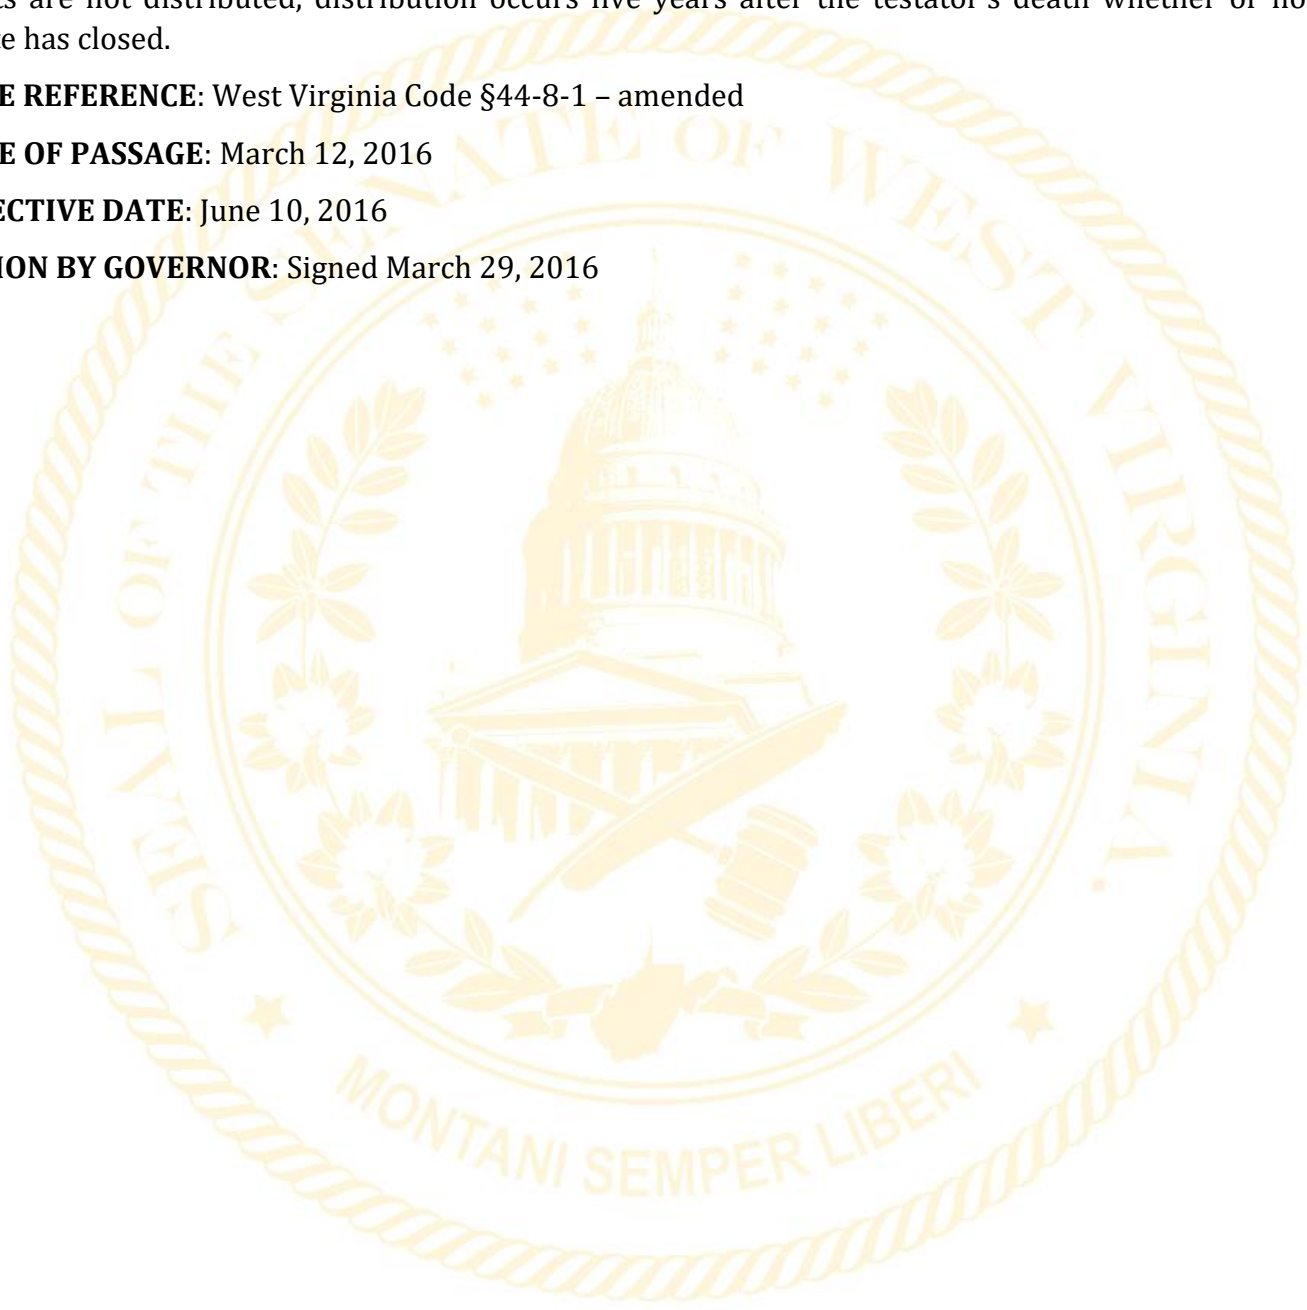 ts are not distributed, distribution occurs five years after the testator's death whether or no
te has closed.
E REFERENCE: West Virginia Code §44-8-1 – amended
E OF PASSAGE: March 12, 2016
ECTIVE DATE: June 10, 2016
ION BY GOVERNOR: Signed March 29, 2016
SEAL OF THE SENATE OF WEST VIRGINIA
MONTANI SEMPER LIBERI